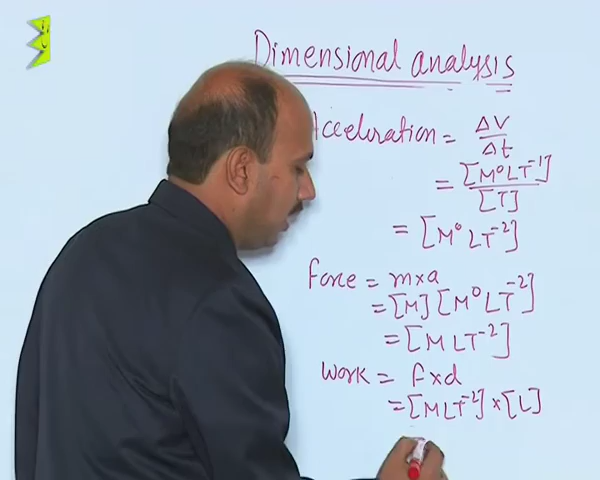 Dimensional analysis
Acceleration = ΔV/Δt
= [M⁰LT⁻¹]/[T]
= [M⁰LT⁻²]
Force = m×a
= [M] [M⁰LT⁻²]
= [MLT⁻²]
Work = f×d
= [MLT⁻²] × [L]